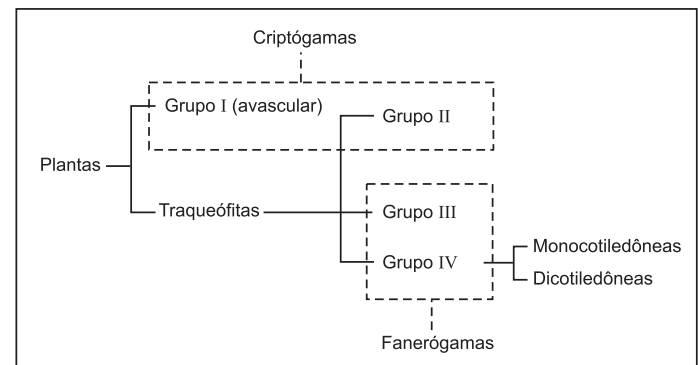 Criptógamas
Grupo I (avascular)
Grupo II
Plantas
Traqueófitas
Grupo III
Grupo IV
Monocotiledôneas
Dicotiledôneas
Fanerógamas